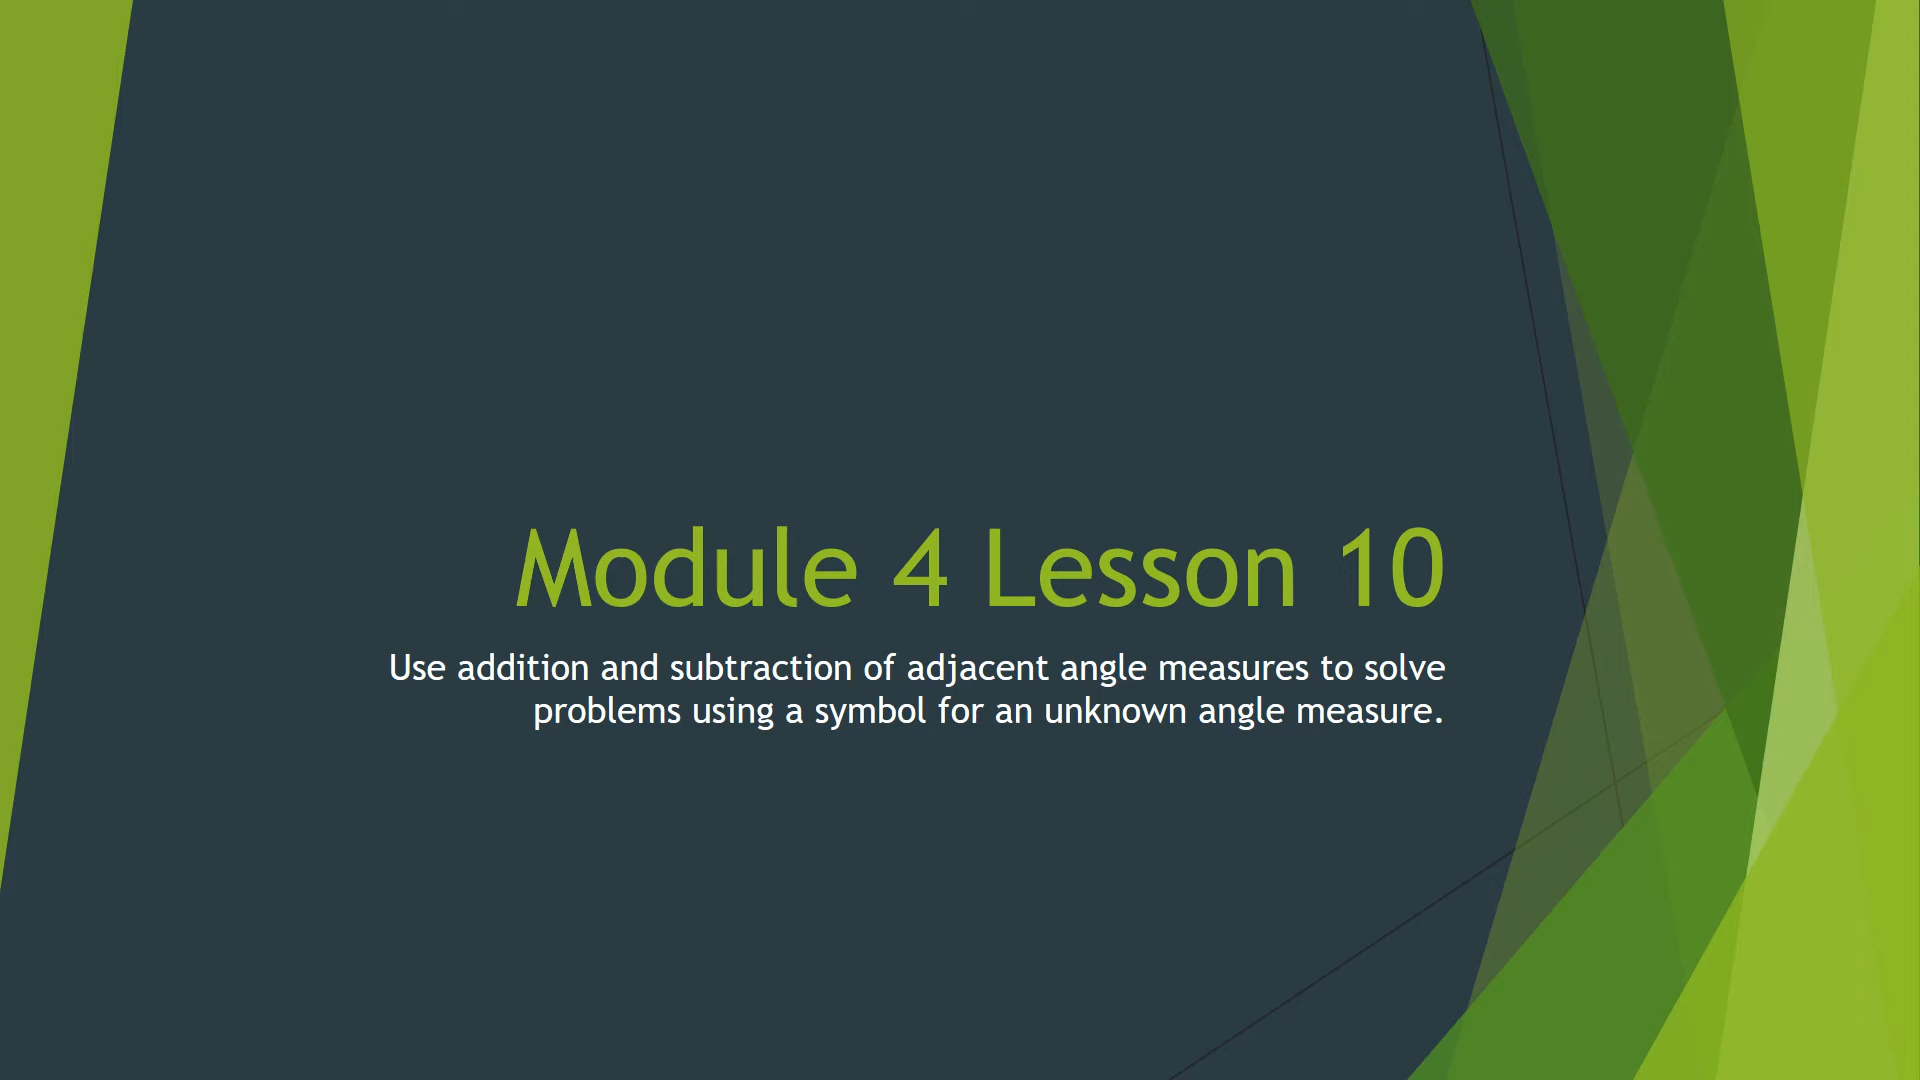 Module 4 Lesson 10
Use addition and subtraction of adjacent angle measures to solve
problems using a symbol for an unknown angle measure.